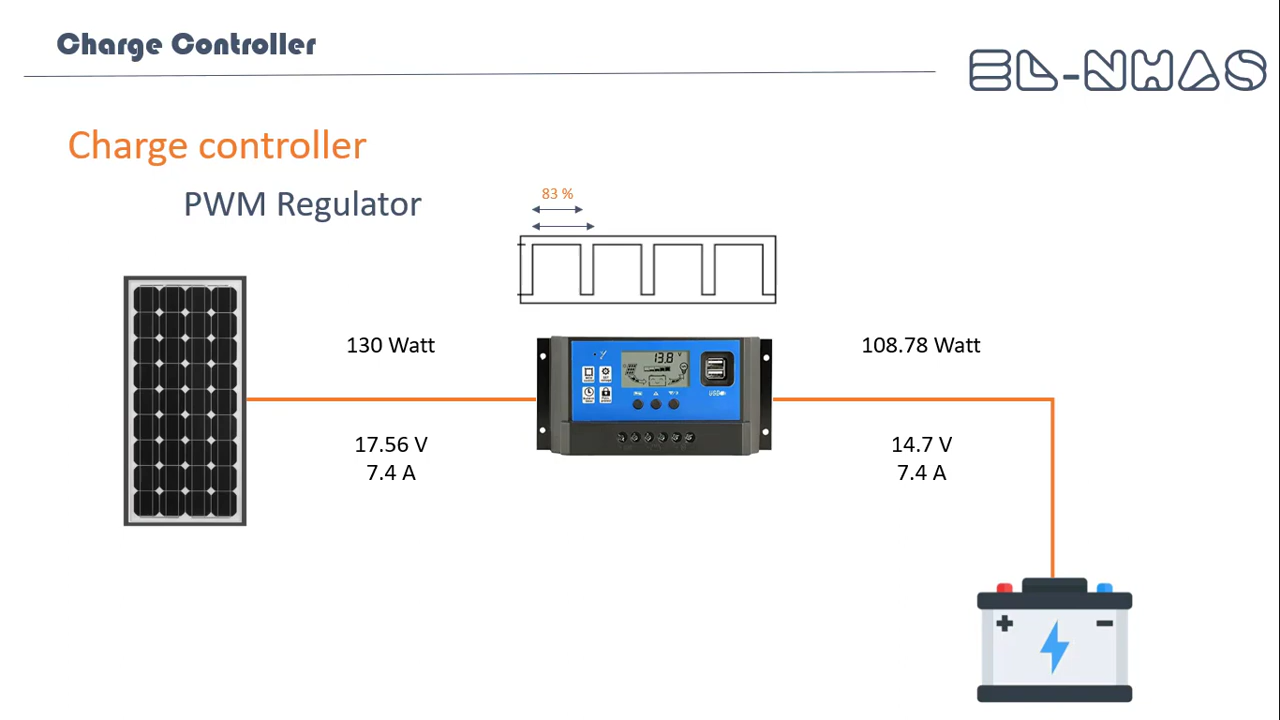 Charge Controller
EL-NHAS
Charge controller
PWM Regulator
83 %
130 Watt
108.78 Watt
13.8 V
USB
17.56 V
7.4 A
14.7 V
7.4 A
+ −